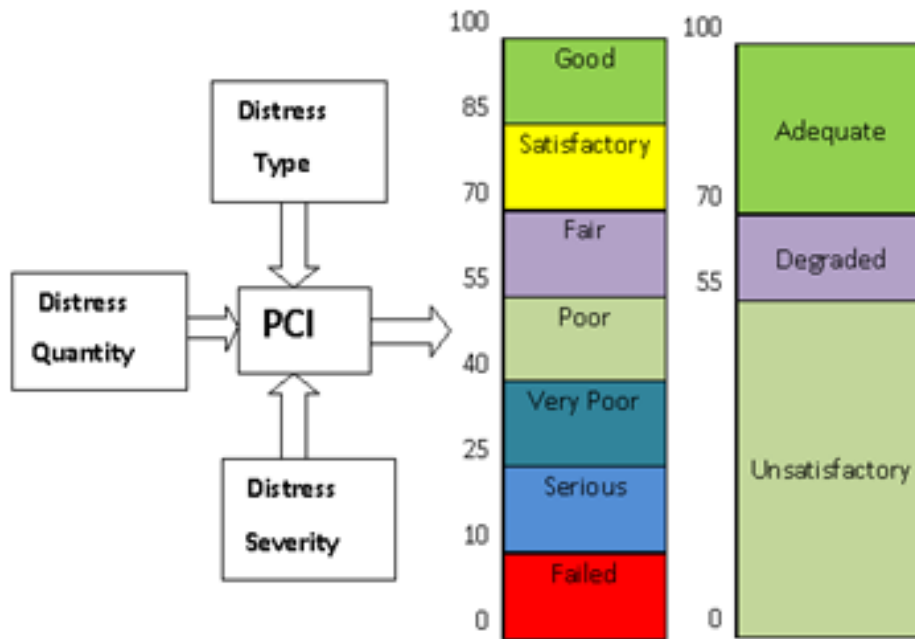 Distress
Type
Distress
Quantity
PCI
Distress
Severity
100
85
70
55
40
25
10
0
Good
Satisfactory
Fair
Poor
Very Poor
Serious
Failed
100
70
55
0
Adequate
Degraded
Unsatisfactory